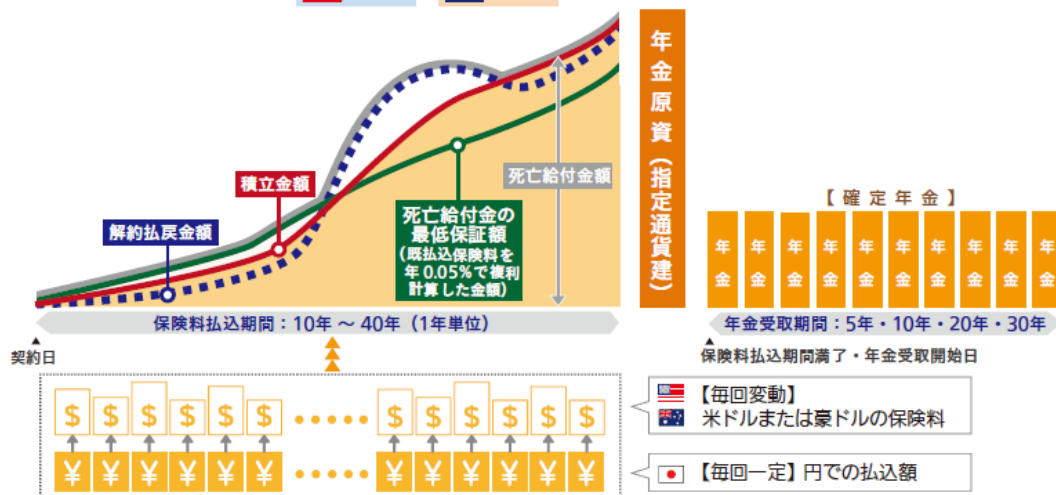 年金原資(指定通貨建)
死亡給付金額
積立金額
解約払戻金額
死亡給付金の
最低保証額
(既払込保険料を
年0.05%で複利
計算した金額)
【確定年金】
年金
年金
年金
年金
年金
年金
年金
年金
年金
年金
保険料払込期間:10年~40年(1年単位)
年金受取期間:5年・10年・20年・30年
契約日
保険料払込期間満了・年金受取開始日
$ $ $ $ $ $ ・・・・・ $ $ $ $ $ $
【毎回変動】
米ドルまたは豪ドルの保険料
¥ ¥ ¥ ¥ ¥ ¥ ・・・・・ ¥ ¥ ¥ ¥ ¥ ¥
【毎回一定】円での払込額